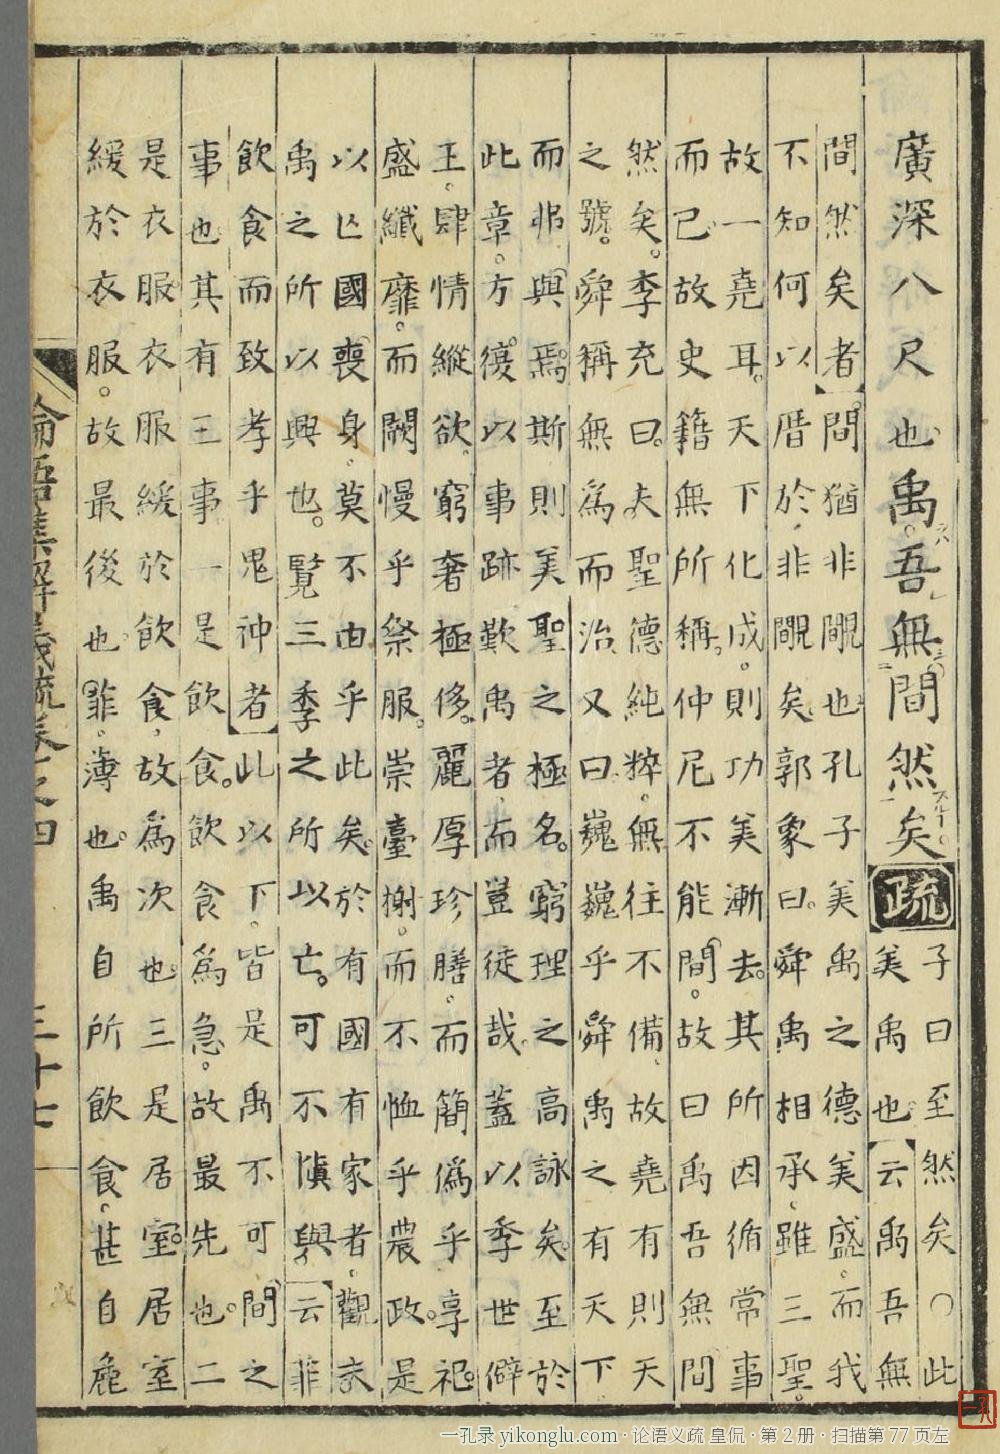 廣深八尺也禹吾無間然矣疏子曰至然矣○此
美禹也云禹吾無
間然矣者間猶非覸也孔子美禹之德美盛而我
不知何以厝於非覸矣郭象曰舜禹相承雖三聖
故一堯耳天下化成則功美漸去其所因循常事
而已故史籍無所稱仲尼不能間故曰禹吾無間
然矣李充曰夫聖德純粹無往不備故堯有則天
之號舜稱無為而治又曰巍巍乎舜禹之有天下
而弗與焉斯則美聖之極名窮理之高詠矣至於
此章方復以事跡歎禹者而豈徒哉蓋以季世僻
王肆情縱欲窮奢極侈麗厚珍膳而簡偽乎享祀
盛纖靡而闕慢乎祭服崇臺榭而不恤乎農政是
以亾國喪身莫不由乎此矣於有國有家者觀夫
禹之所以興也覽三季之所以亡可不慎與云菲
飲食而致孝乎鬼神者此以下皆是禹不可間之
事也其有三事一是飲食飲食為急故最先也二
是衣服衣服緩於飲食故為次也三是居室居室
緩於衣服故最後也菲薄也禹自所飲食甚自麁
論語集解義疏卷之四 三十七
一孔录 yikonglu.com · 论语义疏 皇侃 · 第 2 册 · 扫描第 77 页左